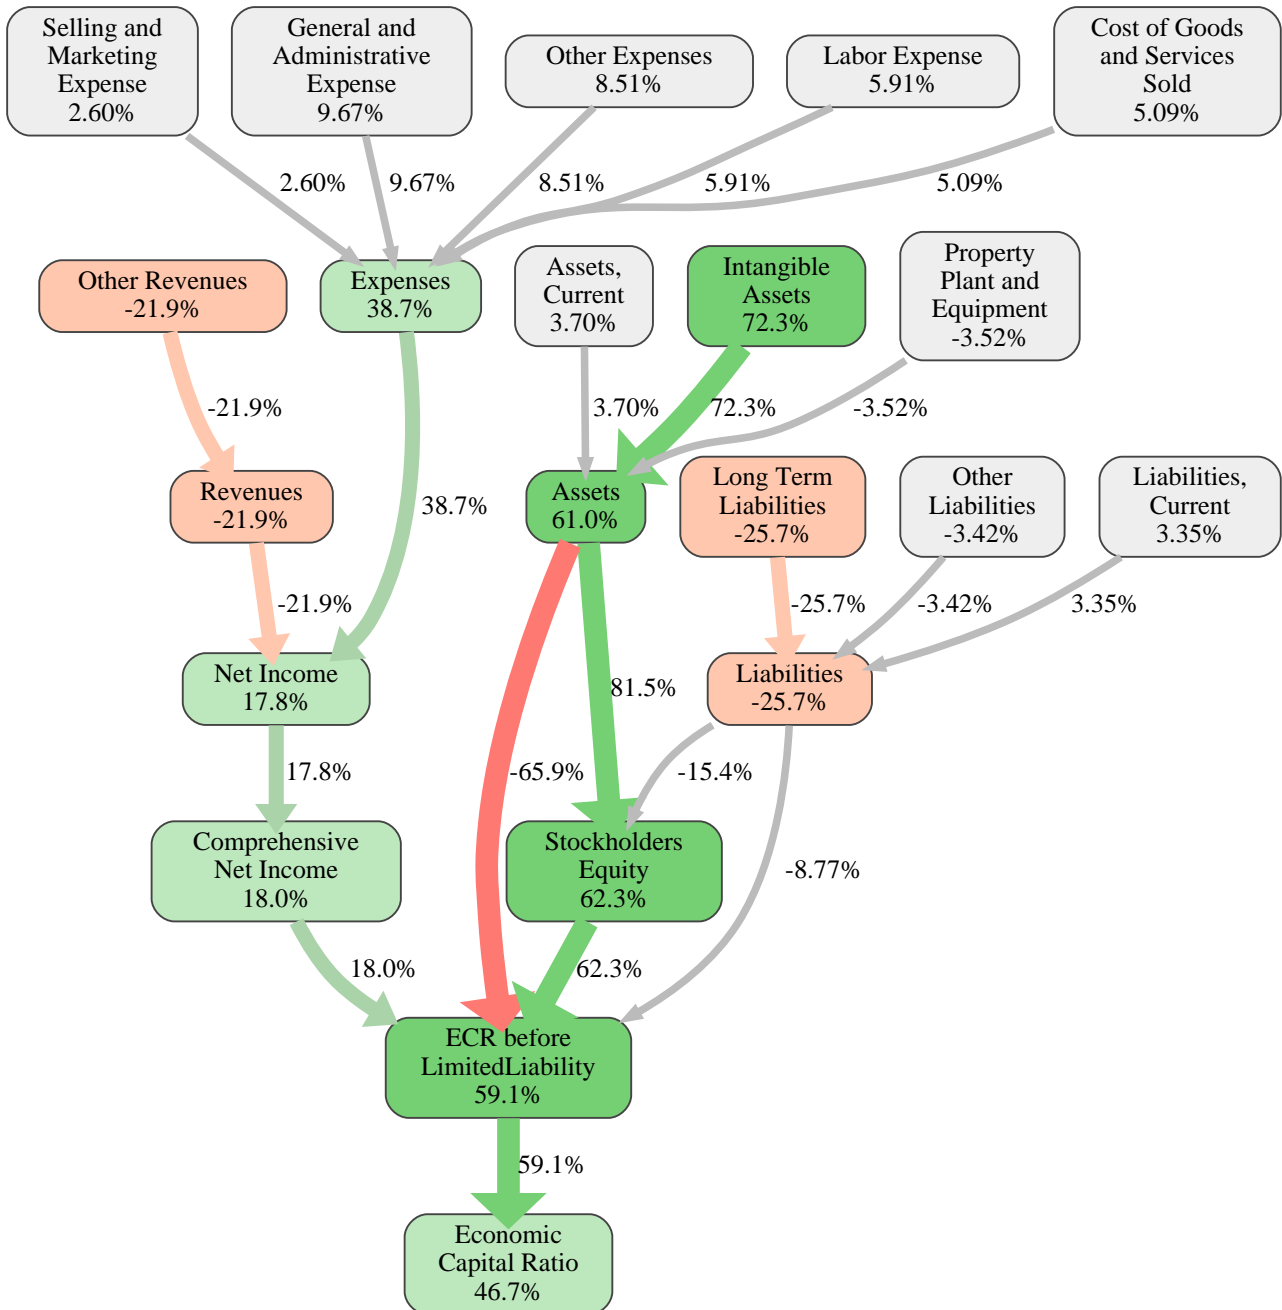 Selling and
Marketing
Expense
2.60%
General and
Administrative
Expense
9.67%
Other Expenses
8.51%
Labor Expense
5.91%
Cost of Goods
and Services
Sold
5.09%
2.60%
9.67%
8.51%
5.91%
5.09%
Other Revenues
-21.9%
Expenses
38.7%
Assets,
Current
3.70%
Intangible
Assets
72.3%
Property
Plant and
Equipment
-3.52%
-21.9%
3.70%
72.3%
-3.52%
Revenues
-21.9%
38.7%
Assets
61.0%
Long Term
Liabilities
-25.7%
Other
Liabilities
-3.42%
Liabilities,
Current
3.35%
-21.9%
-25.7%
-3.42%
3.35%
Net Income
17.8%
81.5%
Liabilities
-25.7%
17.8%
-65.9%
-15.4%
Comprehensive
Net Income
18.0%
Stockholders
Equity
62.3%
-8.77%
18.0%
62.3%
ECR before
LimitedLiability
59.1%
59.1%
Economic
Capital Ratio
46.7%